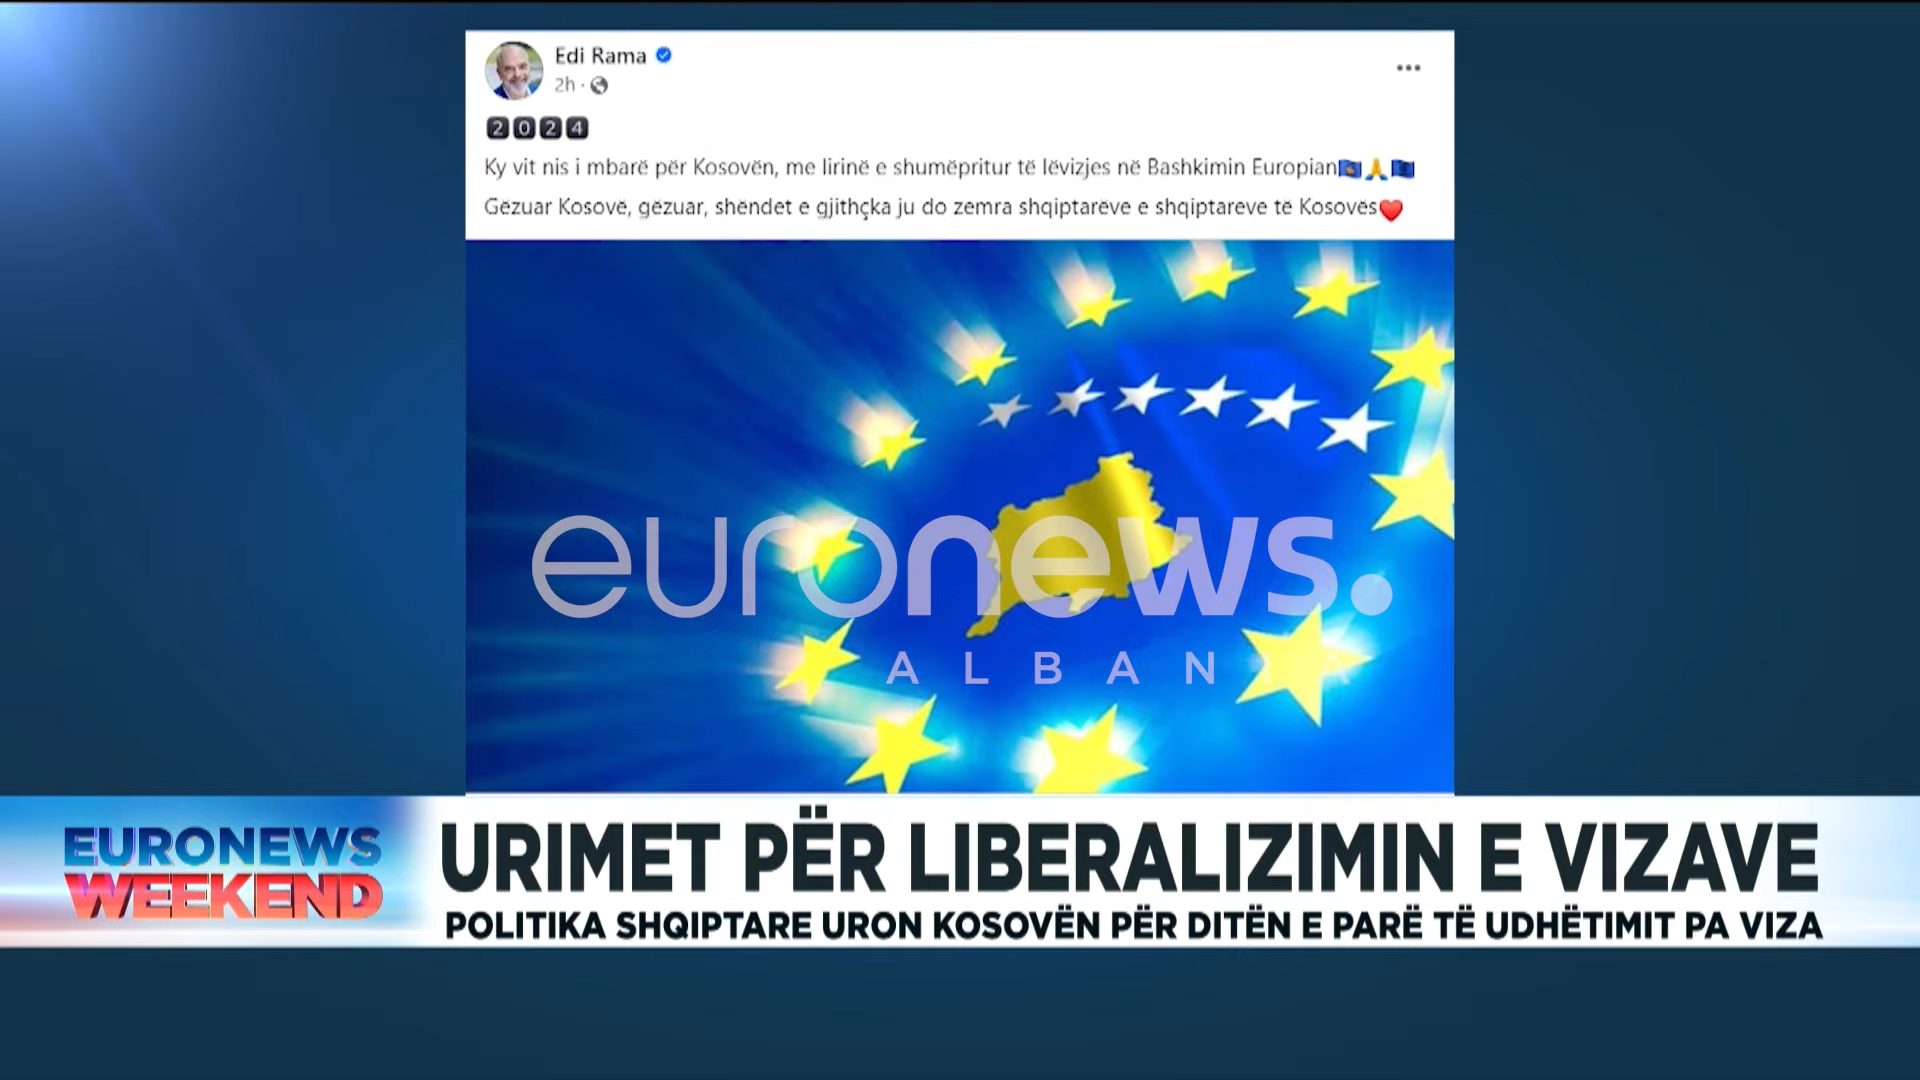 Edi Rama
2h ·
2024
Ky vit nis i mbarë për Kosovën, me lirinë e shumëpritur të lëvizjes në Bashkimin Europian🇽🇰🙏🇪🇺
Gëzuar Kosovë, gëzuar, shëndet e gjithçka ju do zemra shqiptarëve e shqiptareve të Kosovës❤️
euronews.
ALBANIA
EURONEWS
WEEKEND
URIMET PËR LIBERALIZIMIN E VIZAVE
POLITIKA SHQIPTARE URON KOSOVËN PËR DITËN E PARË TË UDHËTIMIT PA VIZA